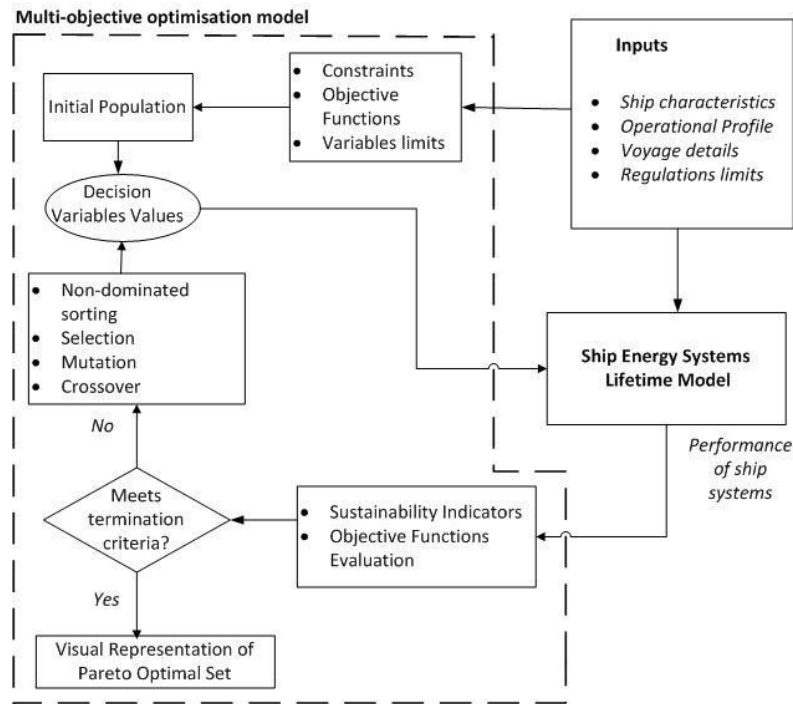 Multi-objective optimisation model
Inputs
• Ship characteristics
• Operational Profile
• Voyage details
• Regulations limits
• Constraints
• Objective
Functions
• Variables limits
Initial Population
Decision
Variables Values
• Non-dominated
sorting
• Selection
• Mutation
• Crossover
Ship Energy Systems
Lifetime Model
Performance
of ship
systems
• Sustainability Indicators
• Objective Functions
Evaluation
Meets
termination
criteria?
No
Yes
Visual Representation of
Pareto Optimal Set